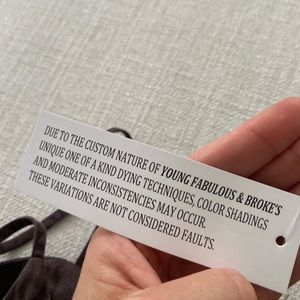 DUE TO THE CUSTOM NATURE OF YOUNG FABULOUS & BROKE'S
UNIQUE ONE OF A KIND DYING TECHNIQUES, COLOR SHADINGS
AND MODERATE INCONSISTENCIES MAY OCCUR.
THESE VARIATIONS ARE NOT CONSIDERED FAULTS.